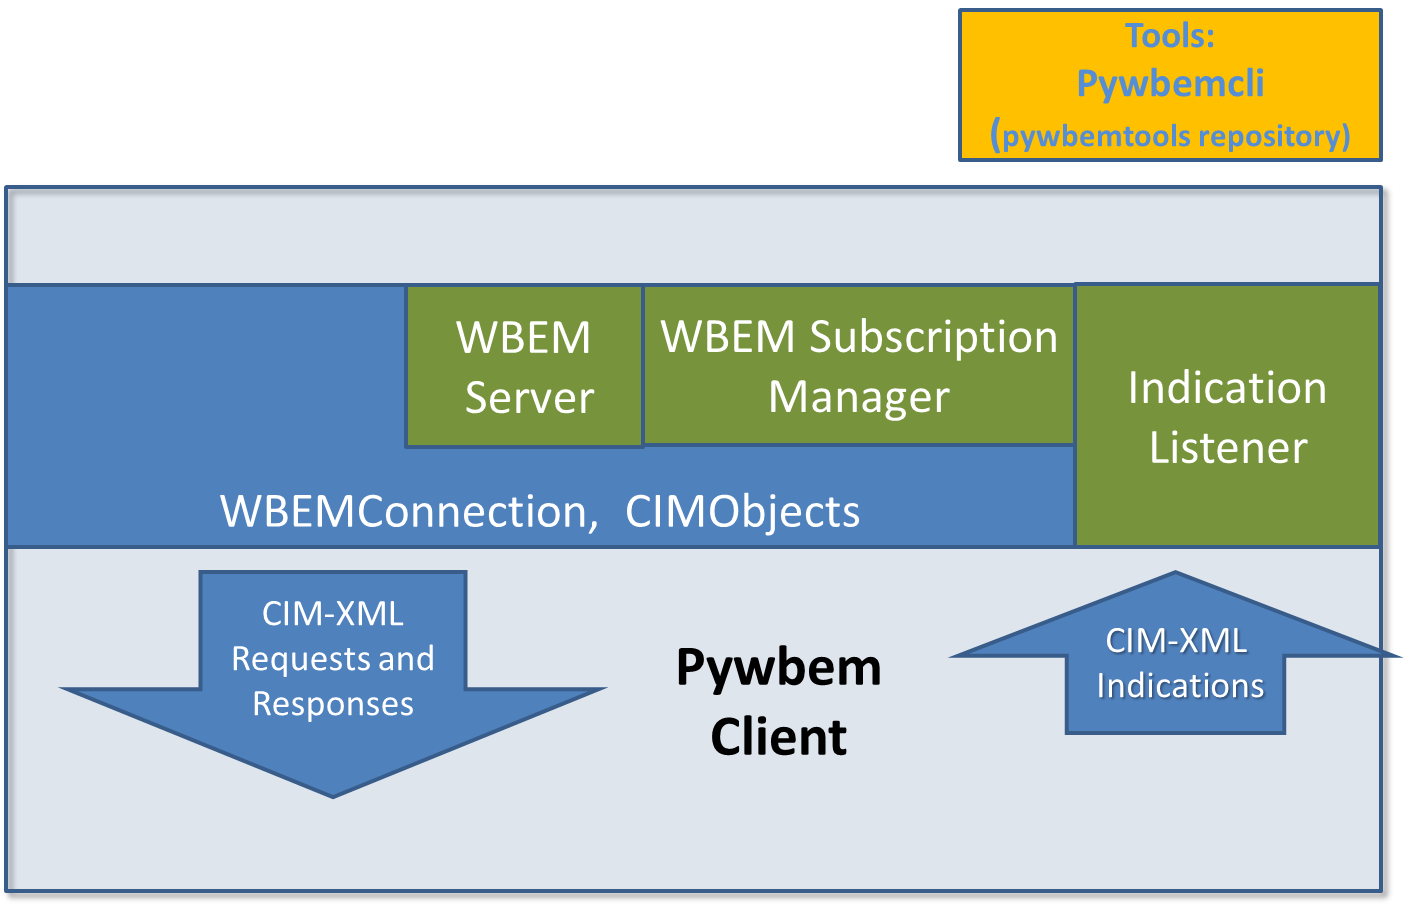 Tools:
Pywbemcli
(pywbemtools repository)
WBEM
Server
WBEM Subscription
Manager
Indication
Listener
WBEMConnection, CIMObjects
CIM-XML
Requests and
Responses
Pywbem
Client
CIM-XML
Indications